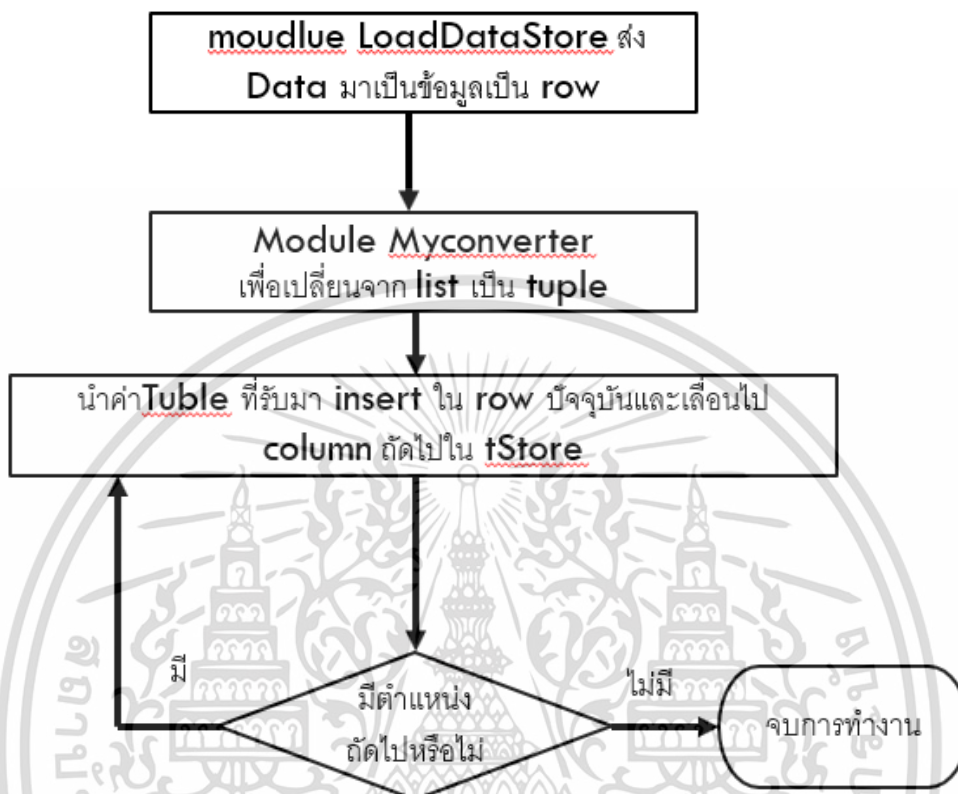 moudlue LoadDataStore ส่ง
Data มาเป็นข้อมูลเป็น row
Module Myconverter
เพื่อเปลี่ยนจาก list เป็น tuple
นำค่าTuble ที่รับมา insert ใน row ปัจจุบันและเลื่อนไป
column ถัดไปใน tStore
มี
มีตำแหน่ง
ถัดไปหรือไม่
ไม่มี
จบการทำงาน